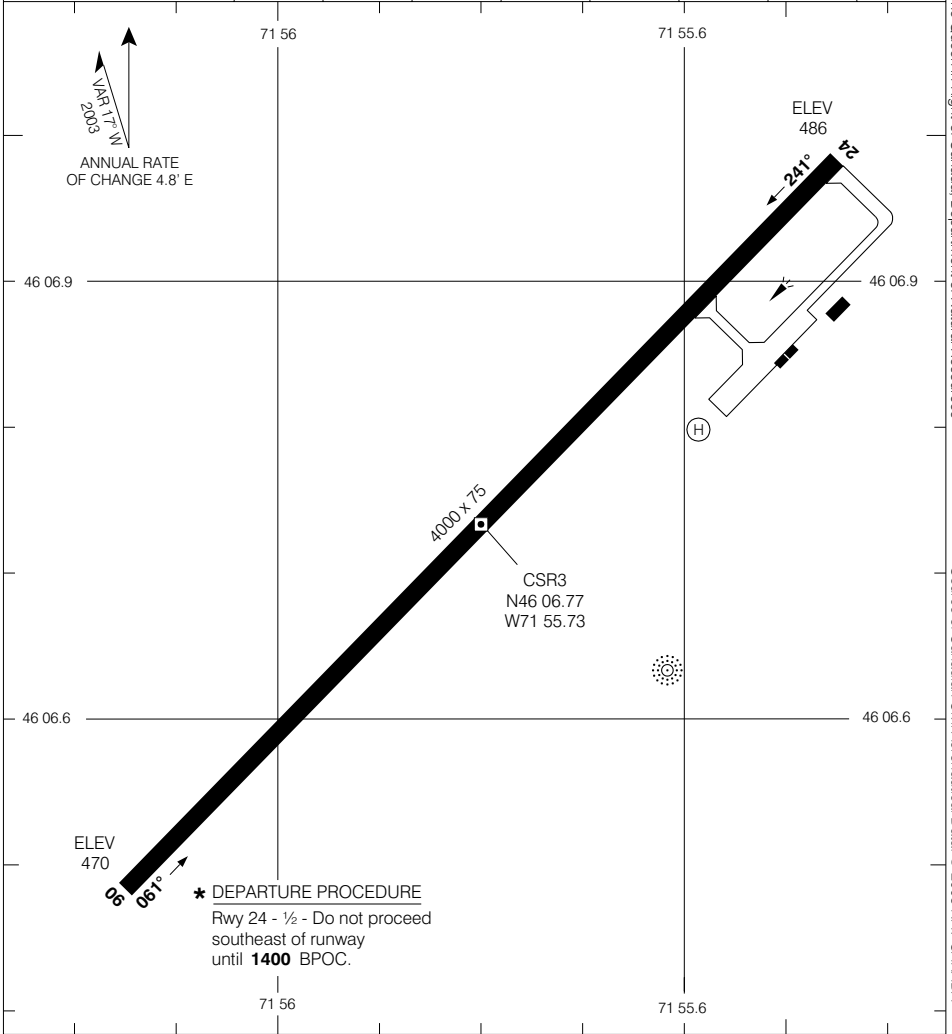 71 56
71 55.6
VAR 17° W
2003
ANNUAL RATE
OF CHANGE 4.8' E
ELEV
486
24
241°
46 06.9
46 06.9
H
4000 x 75
CSR3
N46 06.77
W71 55.73
46 06.6
46 06.6
ELEV
470
06
061°
* DEPARTURE PROCEDURE
Rwy 24 - ½ - Do not proceed
southeast of runway
until 1400 BPOC.
71 56
71 55.6